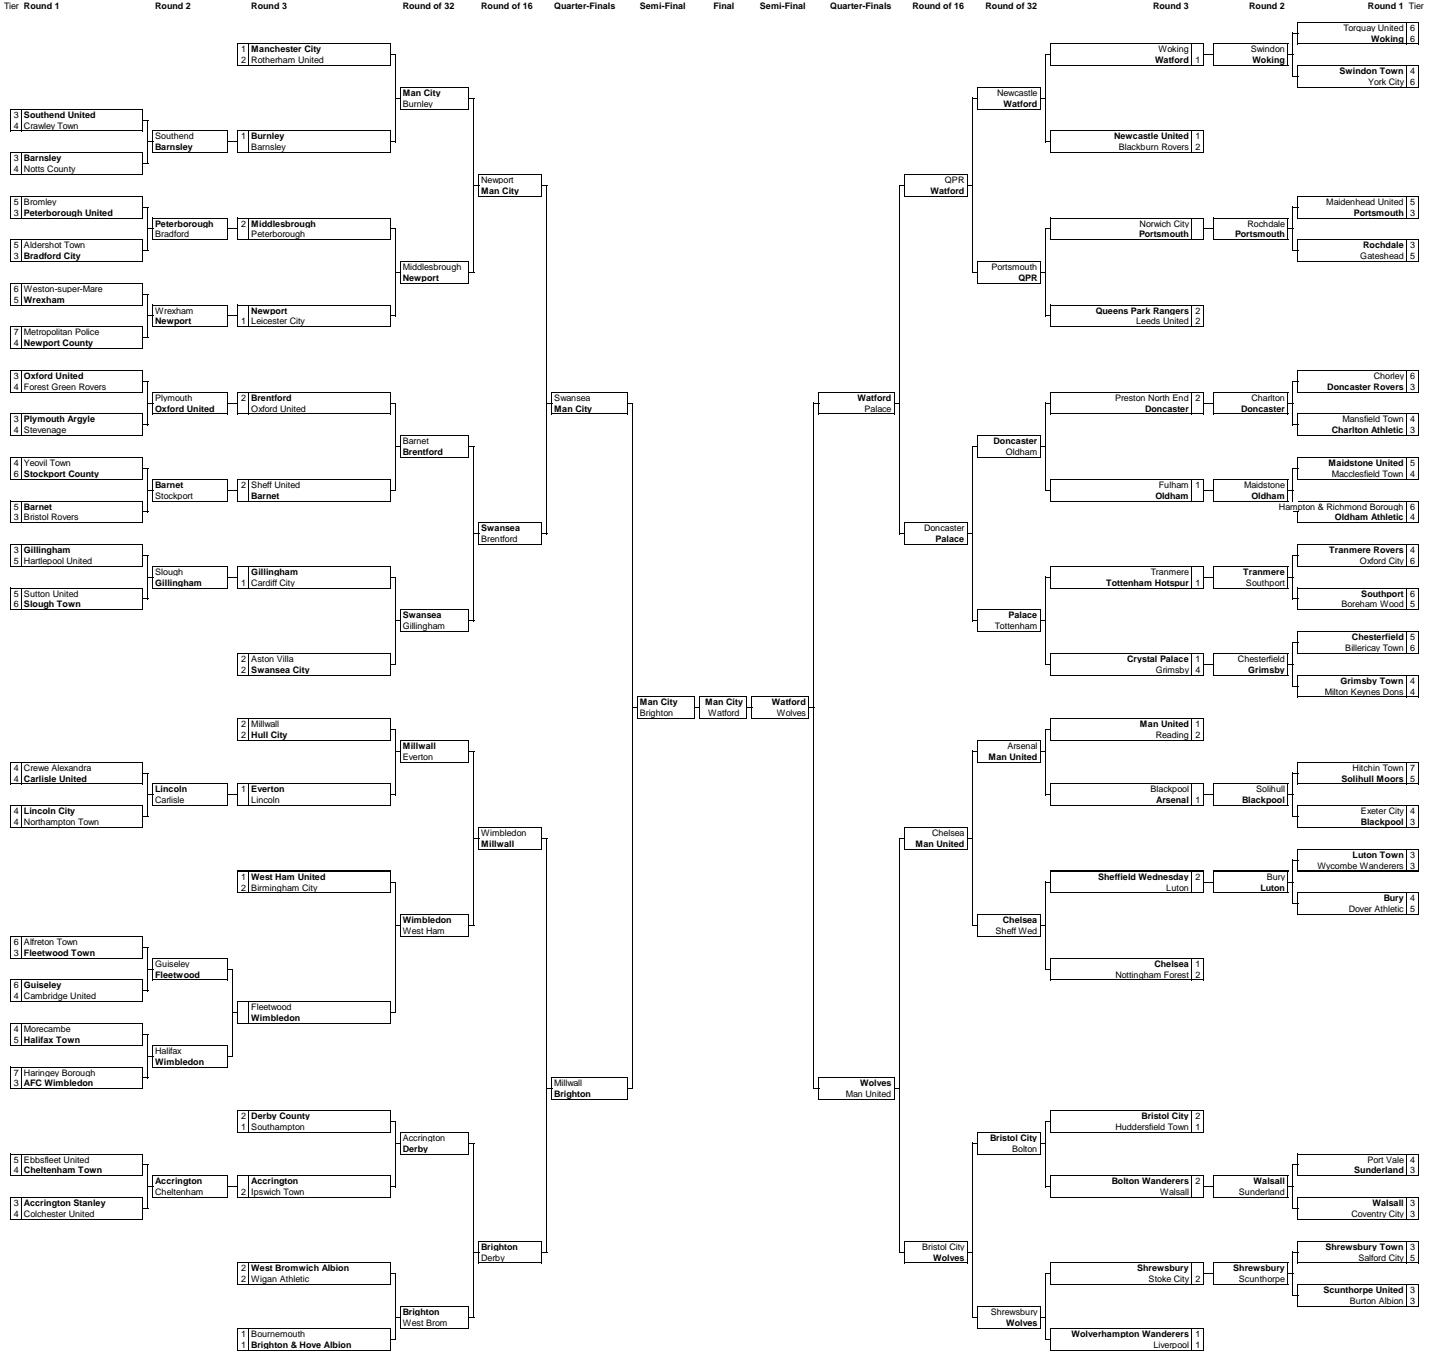 Tier Round 1 Round 2 Round 3 Round of 32 Round of 16 Quarter-Finals Semi-Final Final Semi-Final Quarter-Finals Round of 16 Round of 32 Round 3 Round 2 Round 1 Tier
3 Southend United
4 Crawley Town
3 Barnsley
4 Notts County
5 Bromley
3 Peterborough United
5 Aldershot Town
3 Bradford City
6 Weston-super-Mare
5 Wrexham
7 Metropolitan Police
4 Newport County
3 Oxford United
4 Forest Green Rovers
3 Plymouth Argyle
4 Stevenage
4 Yeovil Town
6 Stockport County
5 Barnet
3 Bristol Rovers
3 Gillingham
5 Hartlepool United
5 Sutton United
6 Slough Town
4 Crewe Alexandra
4 Carlisle United
4 Lincoln City
4 Northampton Town
6 Alfreton Town
3 Fleetwood Town
6 Guiseley
4 Cambridge United
4 Morecambe
5 Halifax Town
7 Haringey Borough
3 AFC Wimbledon
5 Ebbsfleet United
4 Cheltenham Town
3 Accrington Stanley
4 Colchester United
Southend
Barnsley
Peterborough
Bradford
Wrexham
Newport
Plymouth
Oxford United
Barnet
Stockport
Slough
Gillingham
Lincoln
Carlisle
Guiseley
Fleetwood
Halifax
Wimbledon
Accrington
Cheltenham
1 Manchester City
2 Rotherham United
1 Burnley
Barnsley
2 Middlesbrough
Peterborough
Newport
1 Leicester City
2 Brentford
Oxford United
2 Sheff United
Barnet
Gillingham
1 Cardiff City
2 Aston Villa
2 Swansea City
2 Millwall
2 Hull City
1 Everton
Lincoln
1 West Ham United
2 Birmingham City
Fleetwood
Wimbledon
2 Derby County
1 Southampton
Accrington
2 Ipswich Town
2 West Bromwich Albion
2 Wigan Athletic
1 Bournemouth
1 Brighton & Hove Albion
Man City
Burnley
Middlesbrough
Newport
Barnet
Brentford
Swansea
Gillingham
Millwall
Everton
Wimbledon
West Ham
Accrington
Derby
Brighton
West Brom
Newport
Man City
Swansea
Brentford
Wimbledon
Millwall
Brighton
Derby
Swansea
Man City
Millwall
Brighton
Man City
Brighton
Man City
Watford
Watford
Wolves
Watford
Palace
Wolves
Man United
QPR
Watford
Doncaster
Palace
Chelsea
Man United
Bristol City
Wolves
Newcastle
Watford
Portsmouth
QPR
Doncaster
Oldham
Palace
Tottenham
Arsenal
Man United
Chelsea
Sheff Wed
Bristol City
Bolton
Shrewsbury
Wolves
Woking
Watford 1
Newcastle United 1
Blackburn Rovers 2
Norwich City
Portsmouth
Queens Park Rangers 2
Leeds United 2
Preston North End 2
Doncaster
Fulham 1
Oldham
Tranmere
Tottenham Hotspur 1
Crystal Palace 1
Grimsby 4
Man United 1
Reading 2
Blackpool
Arsenal 1
Sheffield Wednesday 2
Luton
Chelsea 1
Nottingham Forest 2
Bristol City 2
Huddersfield Town 1
Bolton Wanderers 2
Walsall
Shrewsbury
Stoke City 2
Wolverhampton Wanderers 1
Liverpool 1
Swindon
Woking
Rochdale
Portsmouth
Charlton
Doncaster
Maidstone
Oldham
Tranmere
Southport
Chesterfield
Grimsby
Solihull
Blackpool
Bury
Luton
Walsall
Sunderland
Shrewsbury
Scunthorpe
Torquay United 6
Woking 6
Swindon Town 4
York City 6
Maidenhead United 5
Portsmouth 3
Rochdale 3
Gateshead 5
Chorley 6
Doncaster Rovers 3
Mansfield Town 4
Charlton Athletic 3
Maidstone United 5
Macclesfield Town 4
Hampton & Richmond Borough 6
Oldham Athletic 4
Tranmere Rovers 4
Oxford City 6
Southport 6
Boreham Wood 5
Chesterfield 5
Billericay Town 6
Grimsby Town 4
Milton Keynes Dons 4
Hitchin Town 7
Solihull Moors 5
Exeter City 4
Blackpool 3
Luton Town 3
Wycombe Wanderers 3
Bury 4
Dover Athletic 5
Port Vale 4
Sunderland 3
Walsall 3
Coventry City 3
Shrewsbury Town 3
Salford City 5
Scunthorpe United 3
Burton Albion 3